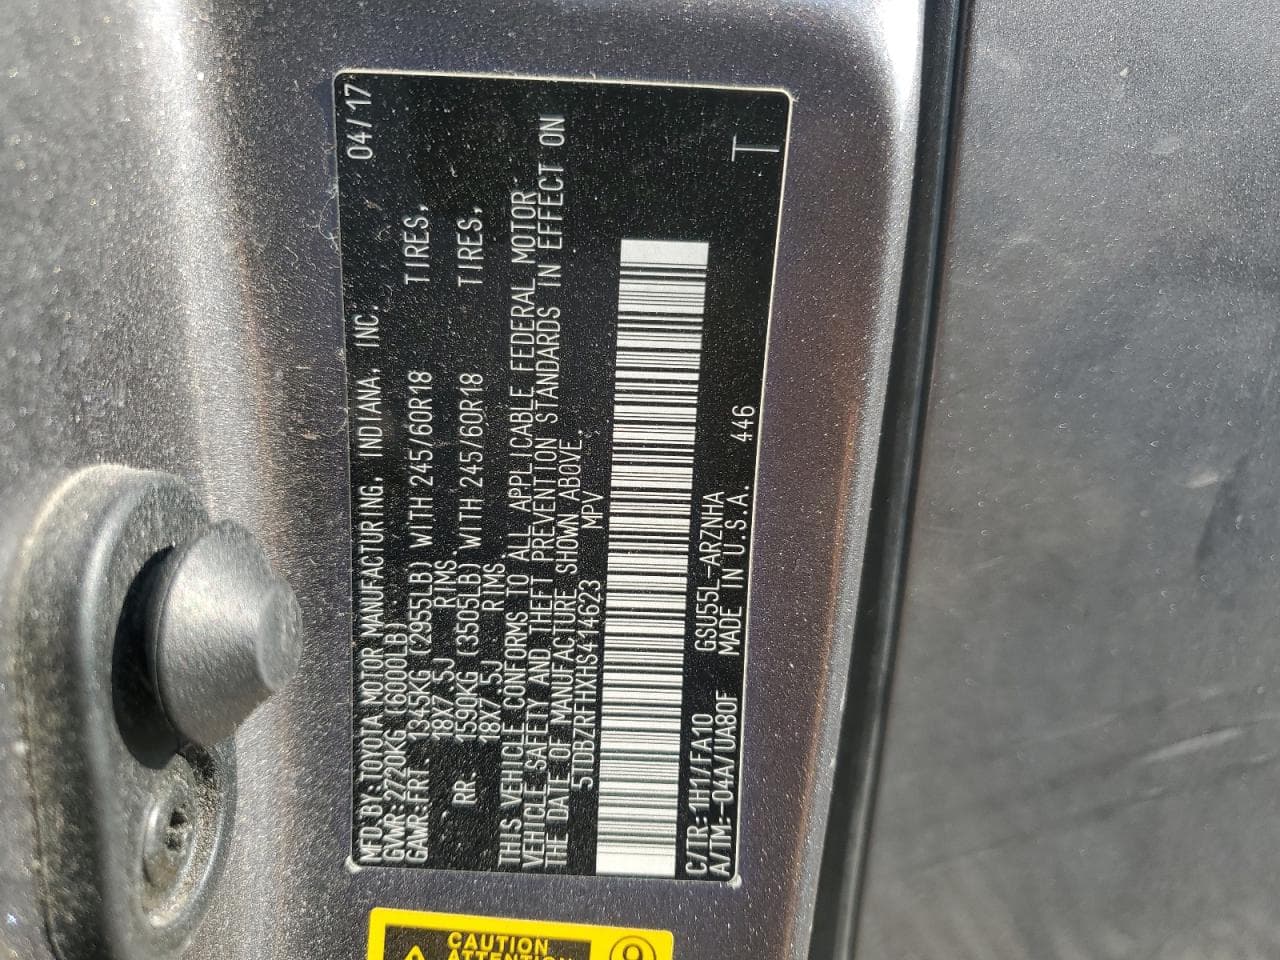 MFD. BY: TOYOTA MOTOR MANUFACTURING, INDIANA, INC. 04/17
GVWR: 2720KG (6000LB)
GAWR: FRT. 1345KG (2955LB) WITH 245/60R18 TIRES,
18X7.5J RIMS.
RR. 1590KG (3505LB) WITH 245/60R18 TIRES,
18X7.5J RIMS.
THIS VEHICLE CONFORMS TO ALL APPLICABLE FEDERAL MOTOR
VEHICLE SAFETY AND THEFT PREVENTION STANDARDS IN EFFECT ON
THE DATE OF MANUFACTURE SHOWN ABOVE.
5TDBZRFHXHS414623 MPV
C/TR: 1H1/FA10 GSU55L-ARZNHA
A/TM: -04A/UA80F MADE IN U.S.A. 446
T
CAUTION
ATTENTION